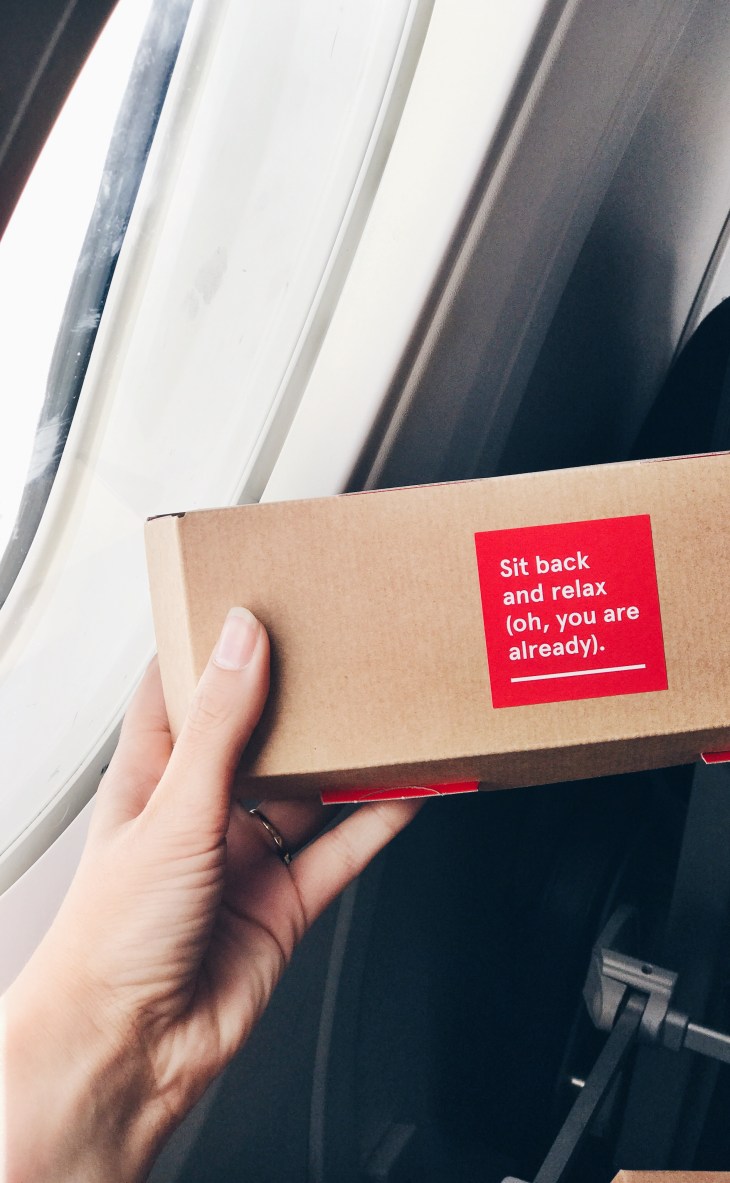 Sit back
and relax
(oh, you are
already).